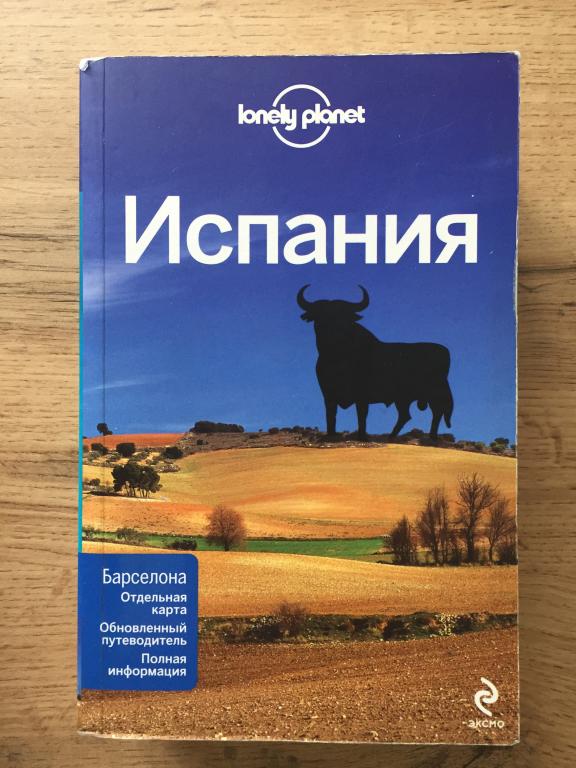 lonely planet
Испания
Барселона
Отдельная
карта
Обновленный
путеводитель
Полная
информация
эксмо